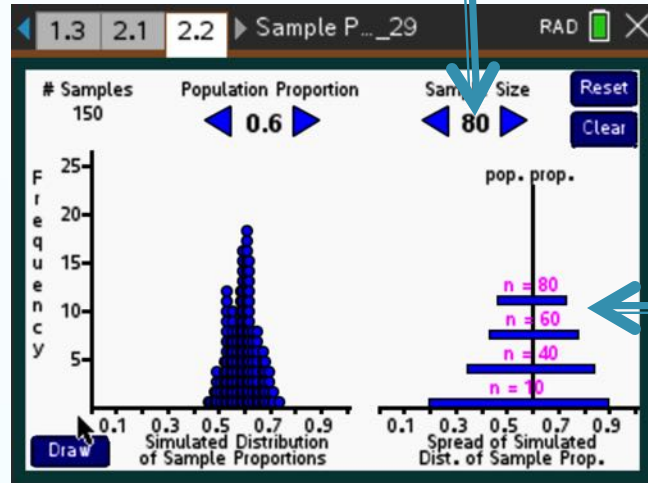 1.3 2.1 2.2 Sample P…_29 RAD
# Samples Population Proportion Sample Size Reset
150 0.6 80 Clear
Frequency
25
20
15
10
5
pop. prop.
n = 80
n = 60
n = 40
n = 10
0.1 0.3 0.5 0.7 0.9 0.1 0.3 0.5 0.7 0.9
Draw Simulated Distribution Spread of Simulated
of Sample Proportions Dist. of Sample Prop.